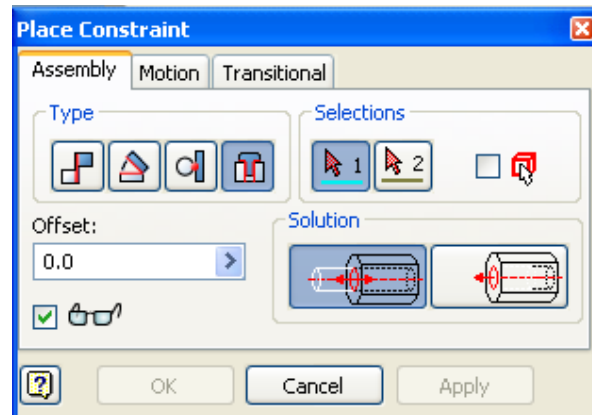 Place Constraint
Assembly Motion Transitional
Type
Selections
1 2
Offset:
0.0
Solution
OK Cancel Apply